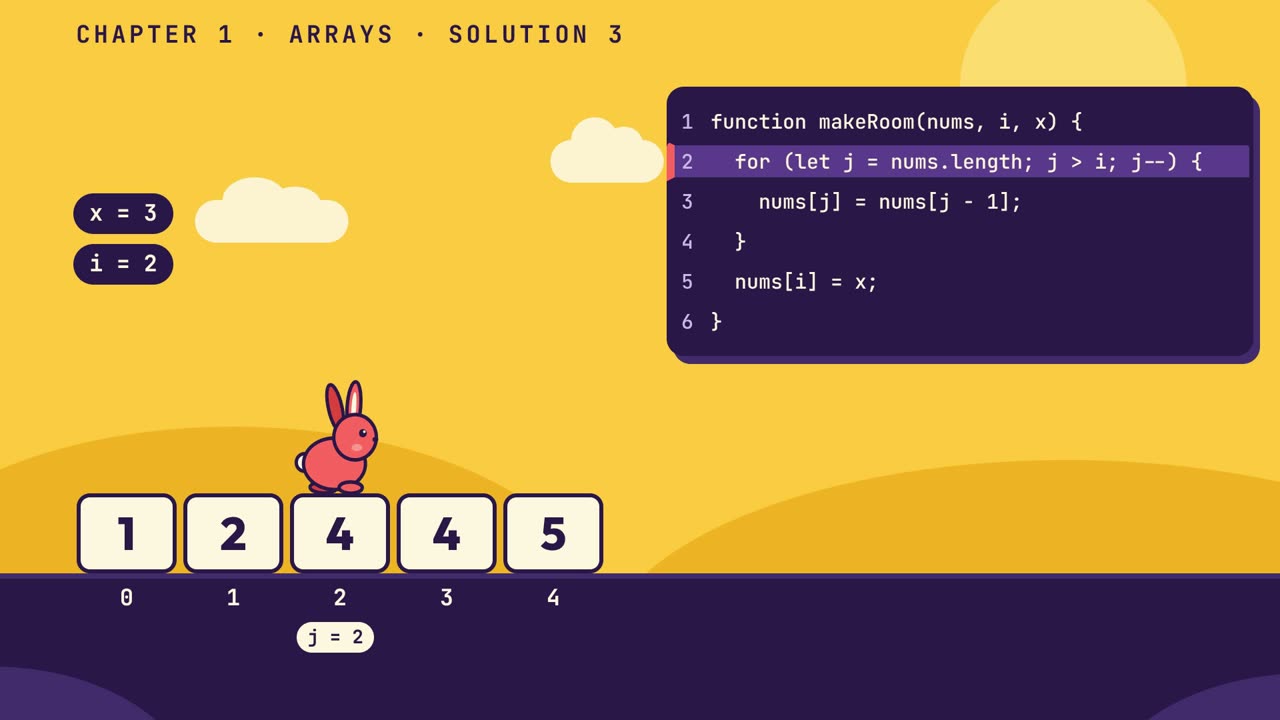 CHAPTER 1 · ARRAYS · SOLUTION 3
x = 3
i = 2
1 function makeRoom(nums, i, x) {
2   for (let j = nums.length; j > i; j--) {
3     nums[j] = nums[j - 1];
4   }
5   nums[i] = x;
6 }
1 2 4 4 5
0 1 2 3 4
j = 2